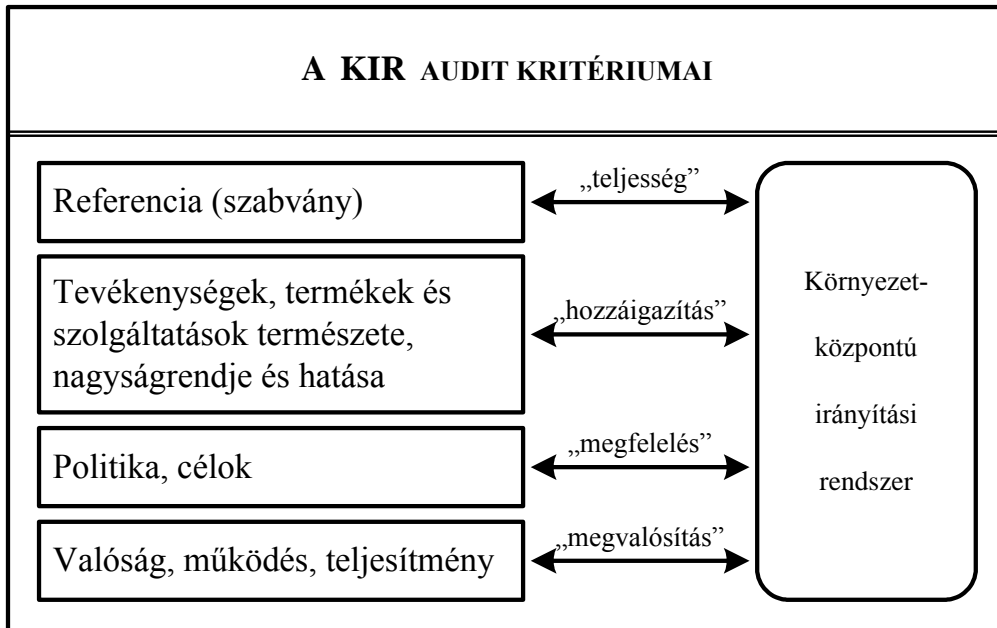 A KIR AUDIT KRITÉRIUMAI
Referencia (szabvány)
„teljesség”
Tevékenységek, termékek és
szolgáltatások természete,
nagyságrendje és hatása
„hozzáigazítás”
Politika, célok
„megfelelés”
Valóság, működés, teljesítmény
„megvalósítás”
Környezet-
központú
irányítási
rendszer